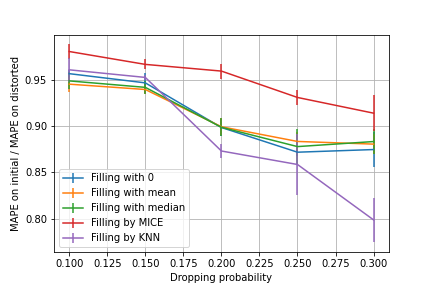 MAPE on initial / MAPE on distorted
0.95
0.90
0.85
0.80
Filling with 0
Filling with mean
Filling with median
Filling by MICE
Filling by KNN
0.100 0.125 0.150 0.175 0.200 0.225 0.250 0.275 0.300
Dropping probability